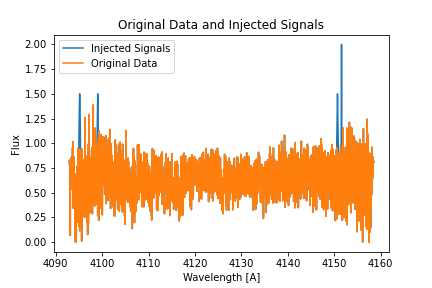 Original Data and Injected Signals
Injected Signals
Original Data
2.00
1.75
1.50
1.25
1.00
0.75
0.50
0.25
0.00
Flux
4090 4100 4110 4120 4130 4140 4150 4160
Wavelength [A]